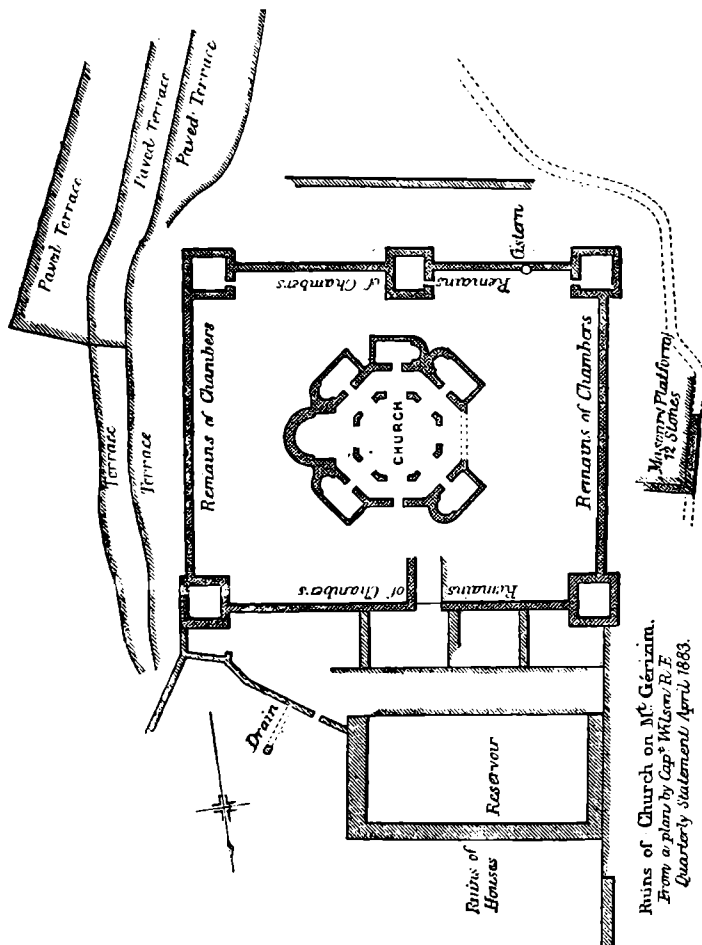 Paved Terrace
Paved Terrace
Paved Terrace
Terrace
Terrace
Remains of Chambers
Remains
of Chambers
Cistern
CHURCH
Remains of Chambers
Remains
of Chambers
Masonry Platform
12 Stones
Drain
Reservour
Ruins of
Houses
Ruins of Church on Mt. Gerizim.
From a plan by Capt Wilson R.E
Quarterly Statement April 1883.